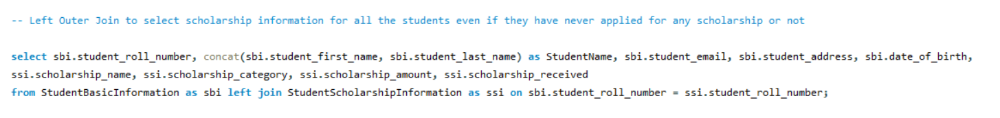 -- Left Outer Join to select scholarship information for all the students even if they have never applied for any scholarship or not
select sbi.student_roll_number, concat(sbi.student_first_name, sbi.student_last_name) as StudentName, sbi.student_email, sbi.student_address, sbi.date_of_birth,
ssi.scholarship_name, ssi.scholarship_category, ssi.scholarship_amount, ssi.scholarship_received
from StudentBasicInformation as sbi left join StudentScholarshipInformation as ssi on sbi.student_roll_number = ssi.student_roll_number;